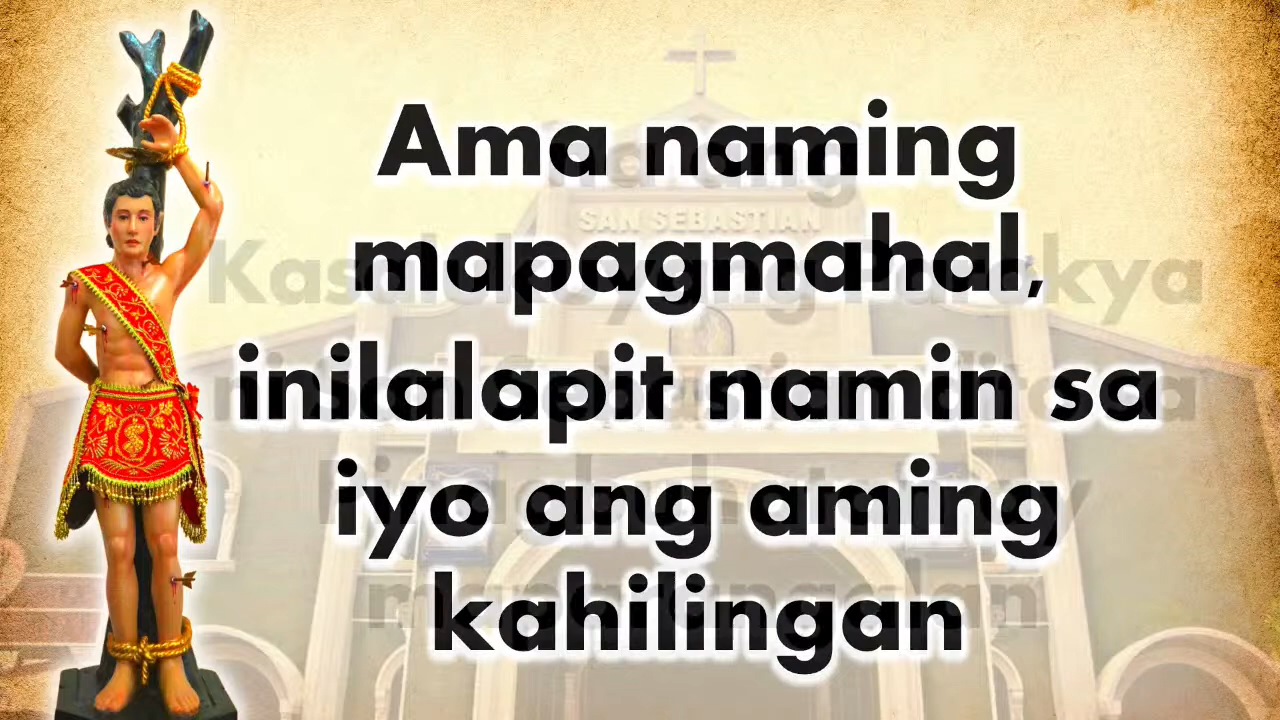 Ama naming
SAN SEBASTIAN
mapagmahal,
inilalapit namin sa
iyo ang aming
kahilingan